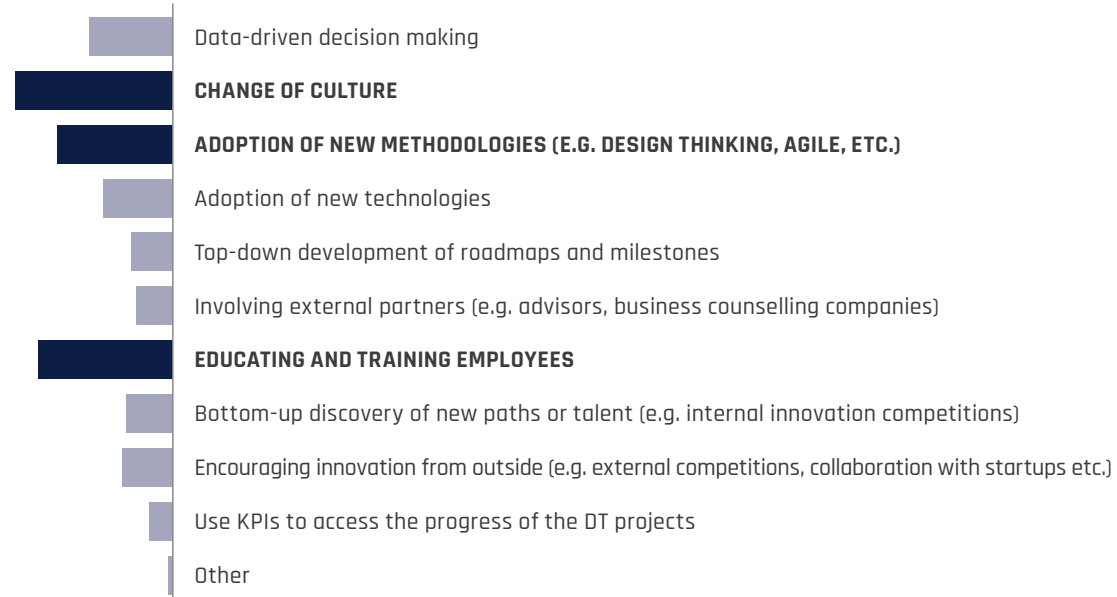 Data-driven decision making
CHANGE OF CULTURE
ADOPTION OF NEW METHODOLOGIES (E.G. DESIGN THINKING, AGILE, ETC.)
Adoption of new technologies
Top-down development of roadmaps and milestones
Involving external partners (e.g. advisors, business counselling companies)
EDUCATING AND TRAINING EMPLOYEES
Bottom-up discovery of new paths or talent (e.g. internal innovation competitions)
Encouraging innovation from outside (e.g. external competitions, collaboration with startups etc.)
Use KPIs to access the progress of the DT projects
Other